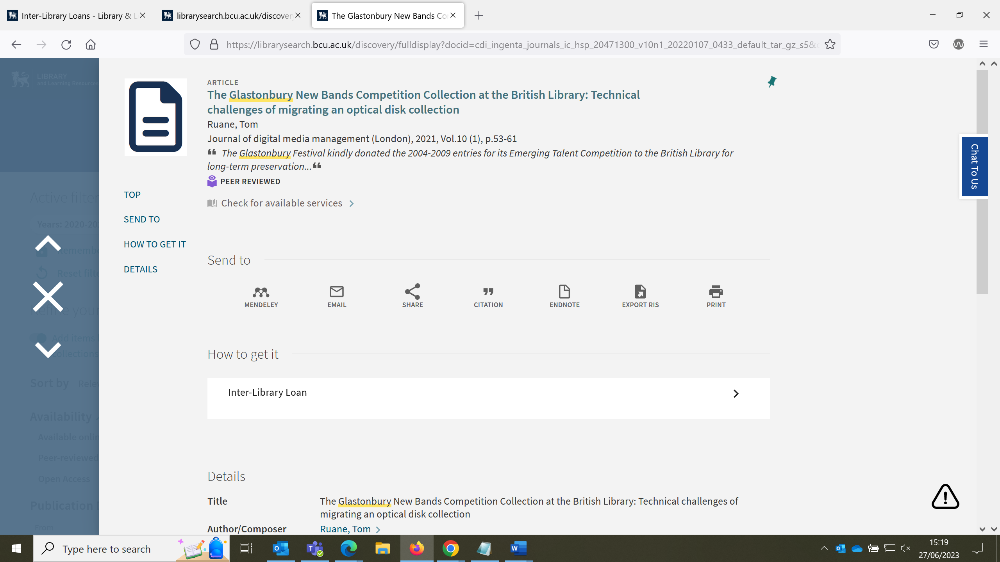 Inter-Library Loans - Library & L
librarysearch.bcu.ac.uk/discovery
The Glastonbury New Bands Co
https://librarysearch.bcu.ac.uk/discovery/fulldisplay?docid=cdi_ingenta_journals_ic_hsp_20471300_v10n1_20220107_0433_default_tar_gz_s5&c
LIBRARY
and Learning Resources
ARTICLE
The Glastonbury New Bands Competition Collection at the British Library: Technical
challenges of migrating an optical disk collection
Ruane, Tom
Journal of digital media management (London), 2021, Vol.10 (1), p.53-61
The Glastonbury Festival kindly donated the 2004-2009 entries for its Emerging Talent Competition to the British Library for
long-term preservation...
PEER REVIEWED
Check for available services
Chat To Us
TOP
SEND TO
HOW TO GET IT
DETAILS
Active filter
Years: 2020-20
Remembe
Reset filte
Refine your
Add items
collections
Sort by Relev
Availability
Available onlin
Peer-reviewed
Open Access
Publication
From
Send to
MENDELEY
EMAIL
SHARE
CITATION
ENDNOTE
EXPORT RIS
PRINT
How to get it
Inter-Library Loan
Details
Title
The Glastonbury New Bands Competition Collection at the British Library: Technical challenges of
migrating an optical disk collection
Author/Composer
Ruane, Tom
Type here to search
15:19
27/06/2023